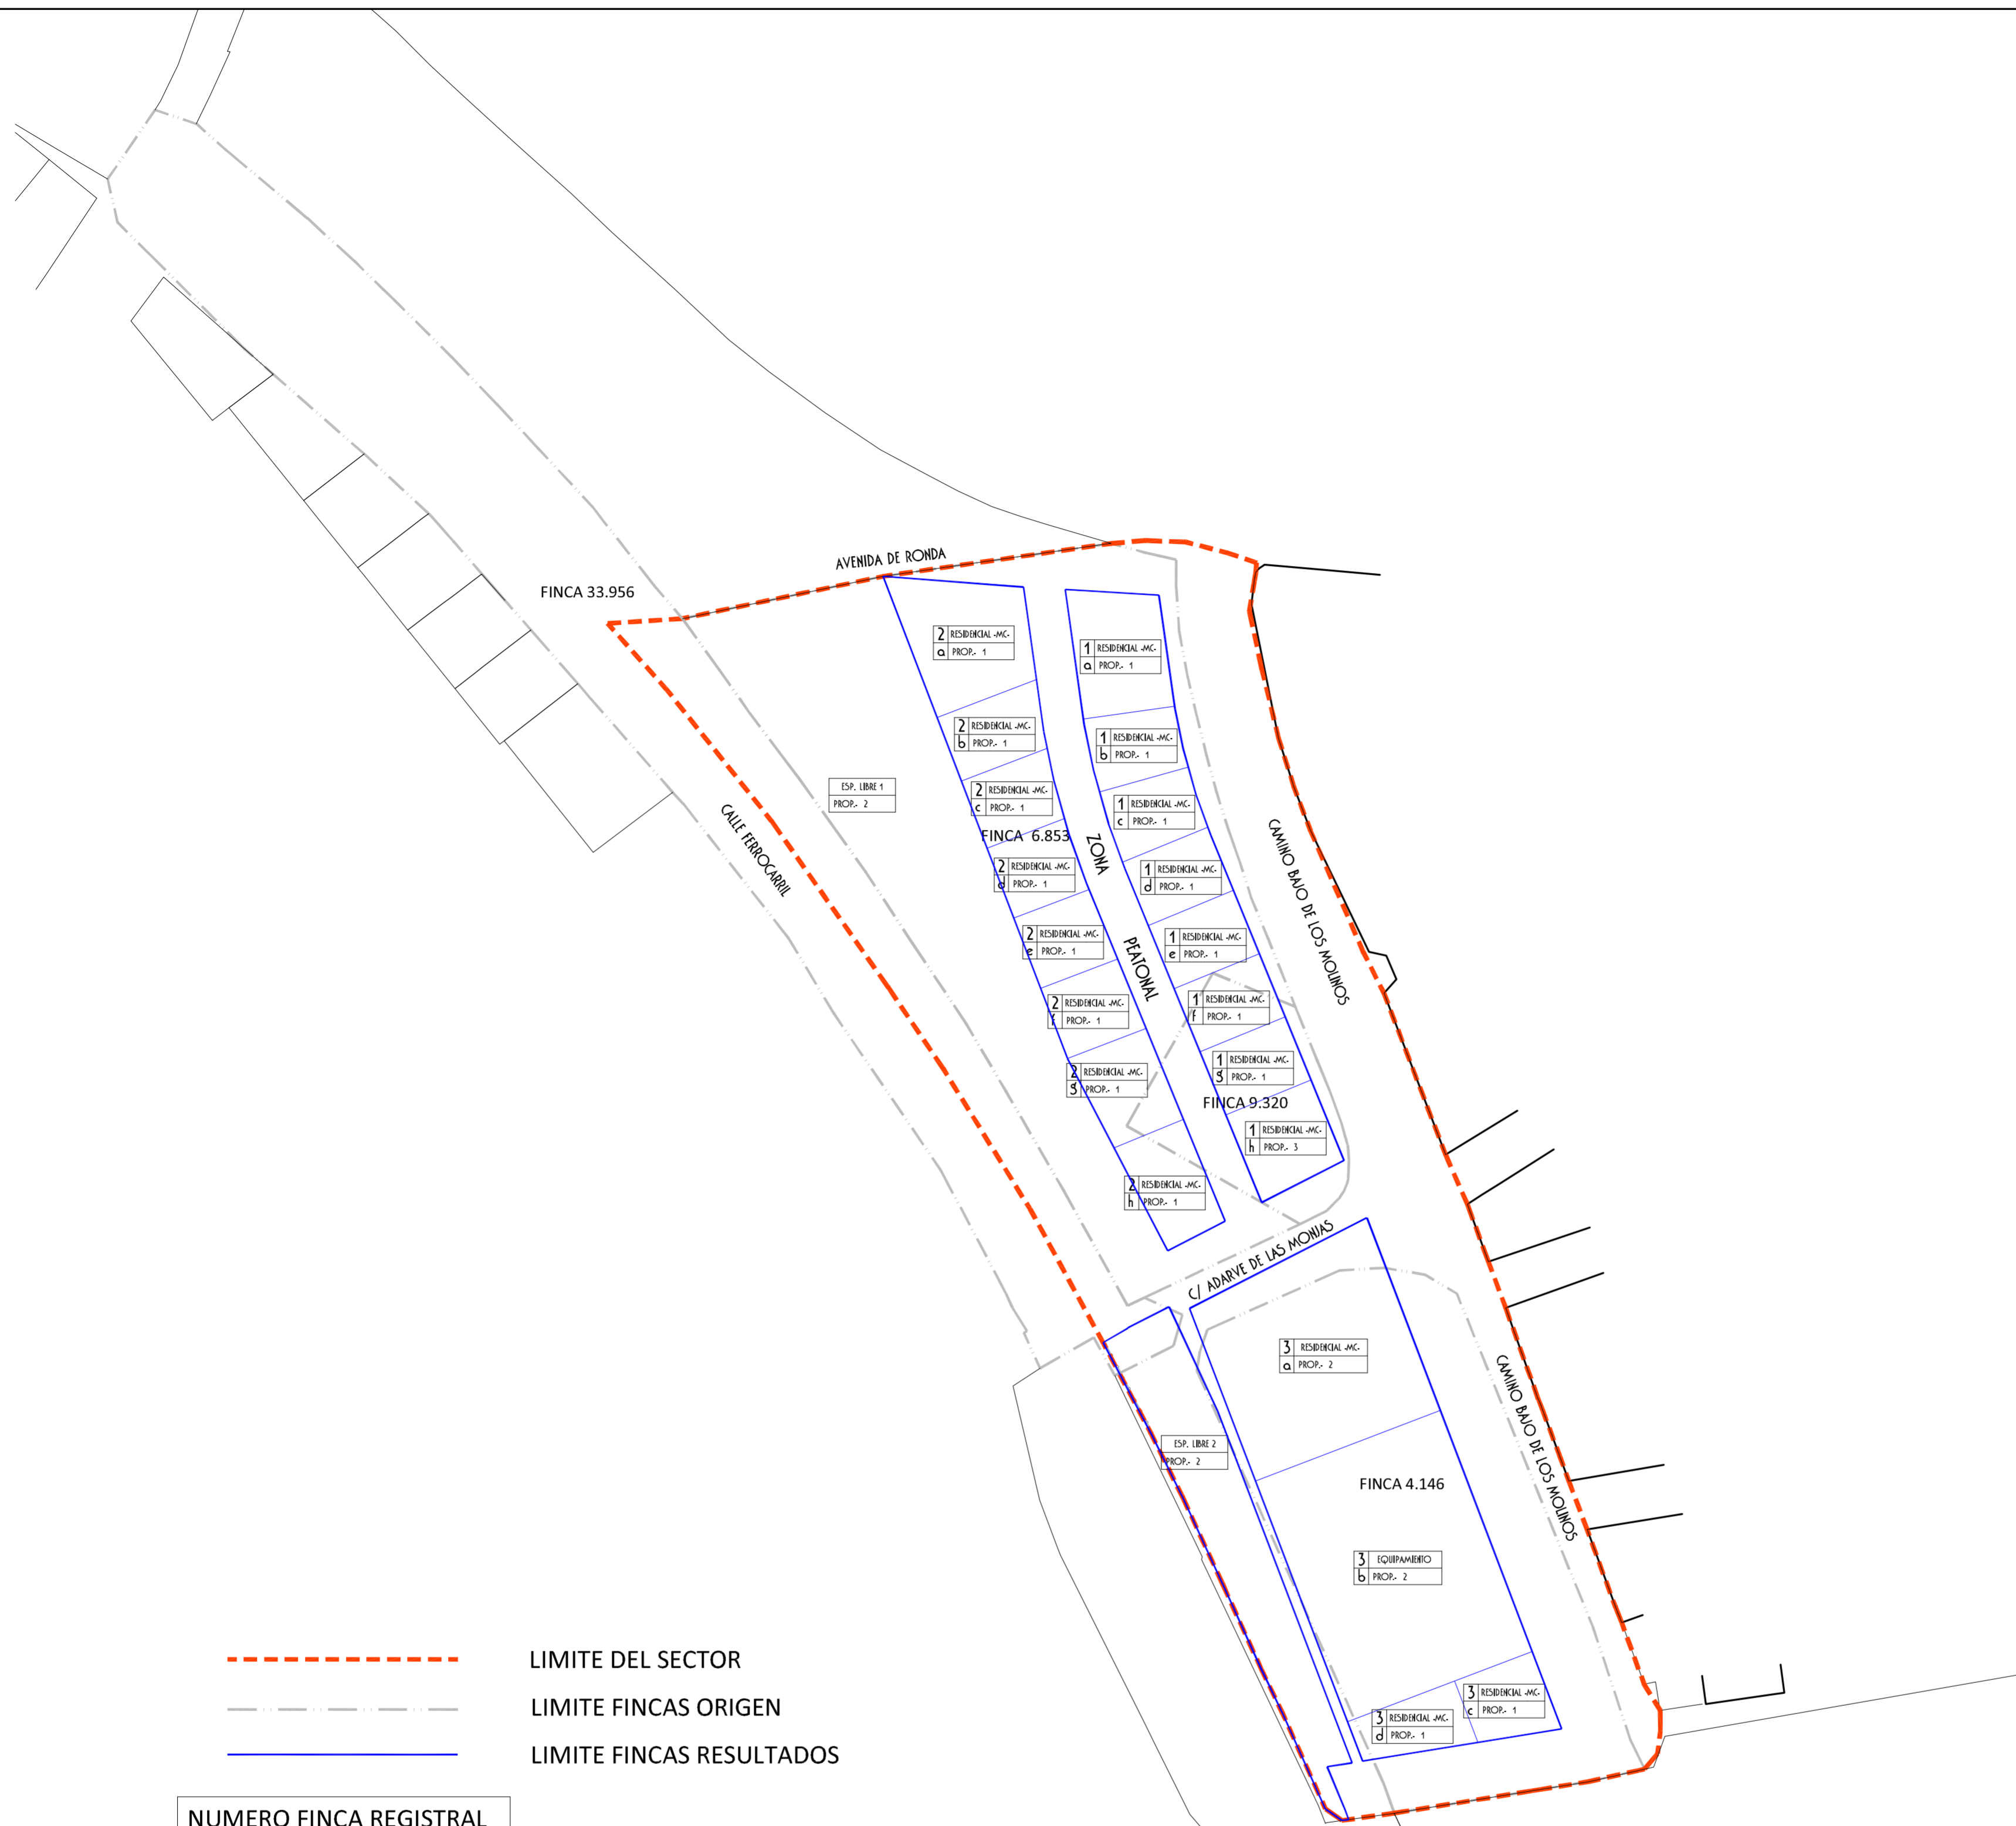 AVENIDA DE RONDA
FINCA 33.956
2 RESIDENCIAL -MC-
a PROP.- 1
1 RESIDENCIAL -MC-
a PROP.- 1
2 RESIDENCIAL -MC-
b PROP.- 1
1 RESIDENCIAL -MC-
b PROP.- 1
ESP. LIBRE 1
PROP.- 2
2 RESIDENCIAL -MC-
c PROP.- 1
1 RESIDENCIAL -MC-
c PROP.- 1
FINCA 6.853
ZONA
PEATONAL
CALLE FERROCARRIL
CAMINO BAJO DE LOS MOLINOS
2 RESIDENCIAL -MC-
d PROP.- 1
1 RESIDENCIAL -MC-
d PROP.- 1
2 RESIDENCIAL -MC-
e PROP.- 1
1 RESIDENCIAL -MC-
e PROP.- 1
2 RESIDENCIAL -MC-
f PROP.- 1
1 RESIDENCIAL -MC-
f PROP.- 1
2 RESIDENCIAL -MC-
g PROP.- 1
1 RESIDENCIAL -MC-
g PROP.- 1
FINCA 9.320
1 RESIDENCIAL -MC-
h PROP.- 3
2 RESIDENCIAL -MC-
h PROP.- 1
C/ ADARVE DE LAS MONJAS
3 RESIDENCIAL -MC-
a PROP.- 2
CAMINO BAJO DE LOS MOLINOS
ESP. LIBRE 2
PROP.- 2
FINCA 4.146
3 EQUIPAMIENTO
b PROP.- 2
3 RESIDENCIAL -MC-
c PROP.- 1
3 RESIDENCIAL -MC-
d PROP.- 1
LIMITE DEL SECTOR
LIMITE FINCAS ORIGEN
LIMITE FINCAS RESULTADOS
NUMERO FINCA REGISTRAL